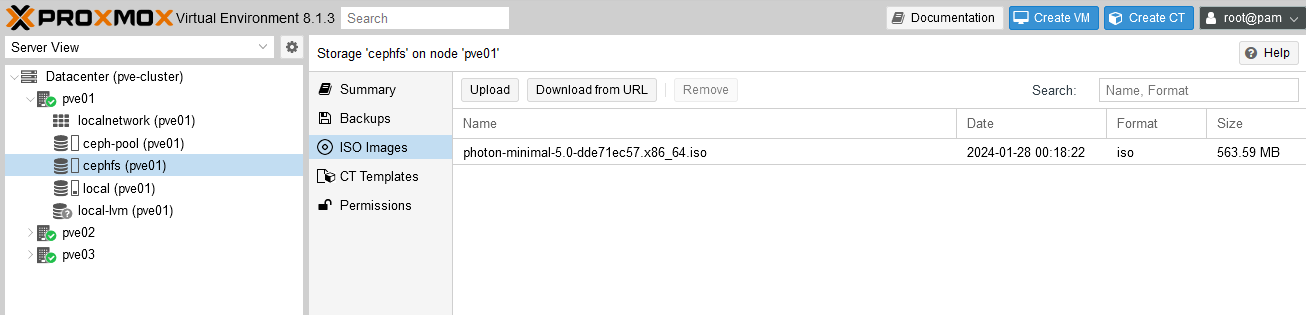 PROXMOX Virtual Environment 8.1.3 Search Documentation Create VM Create CT root@pam
Server View
Storage 'cephfs' on node 'pve01' Help
Datacenter (pve-cluster)
pve01
localnetwork (pve01)
ceph-pool (pve01)
cephfs (pve01)
local (pve01)
local-lvm (pve01)
pve02
pve03
Summary
Backups
ISO Images
CT Templates
Permissions
Upload Download from URL Remove Search: Name, Format
Name Date Format Size
photon-minimal-5.0-dde71ec57.x86_64.iso 2024-01-28 00:18:22 iso 563.59 MB